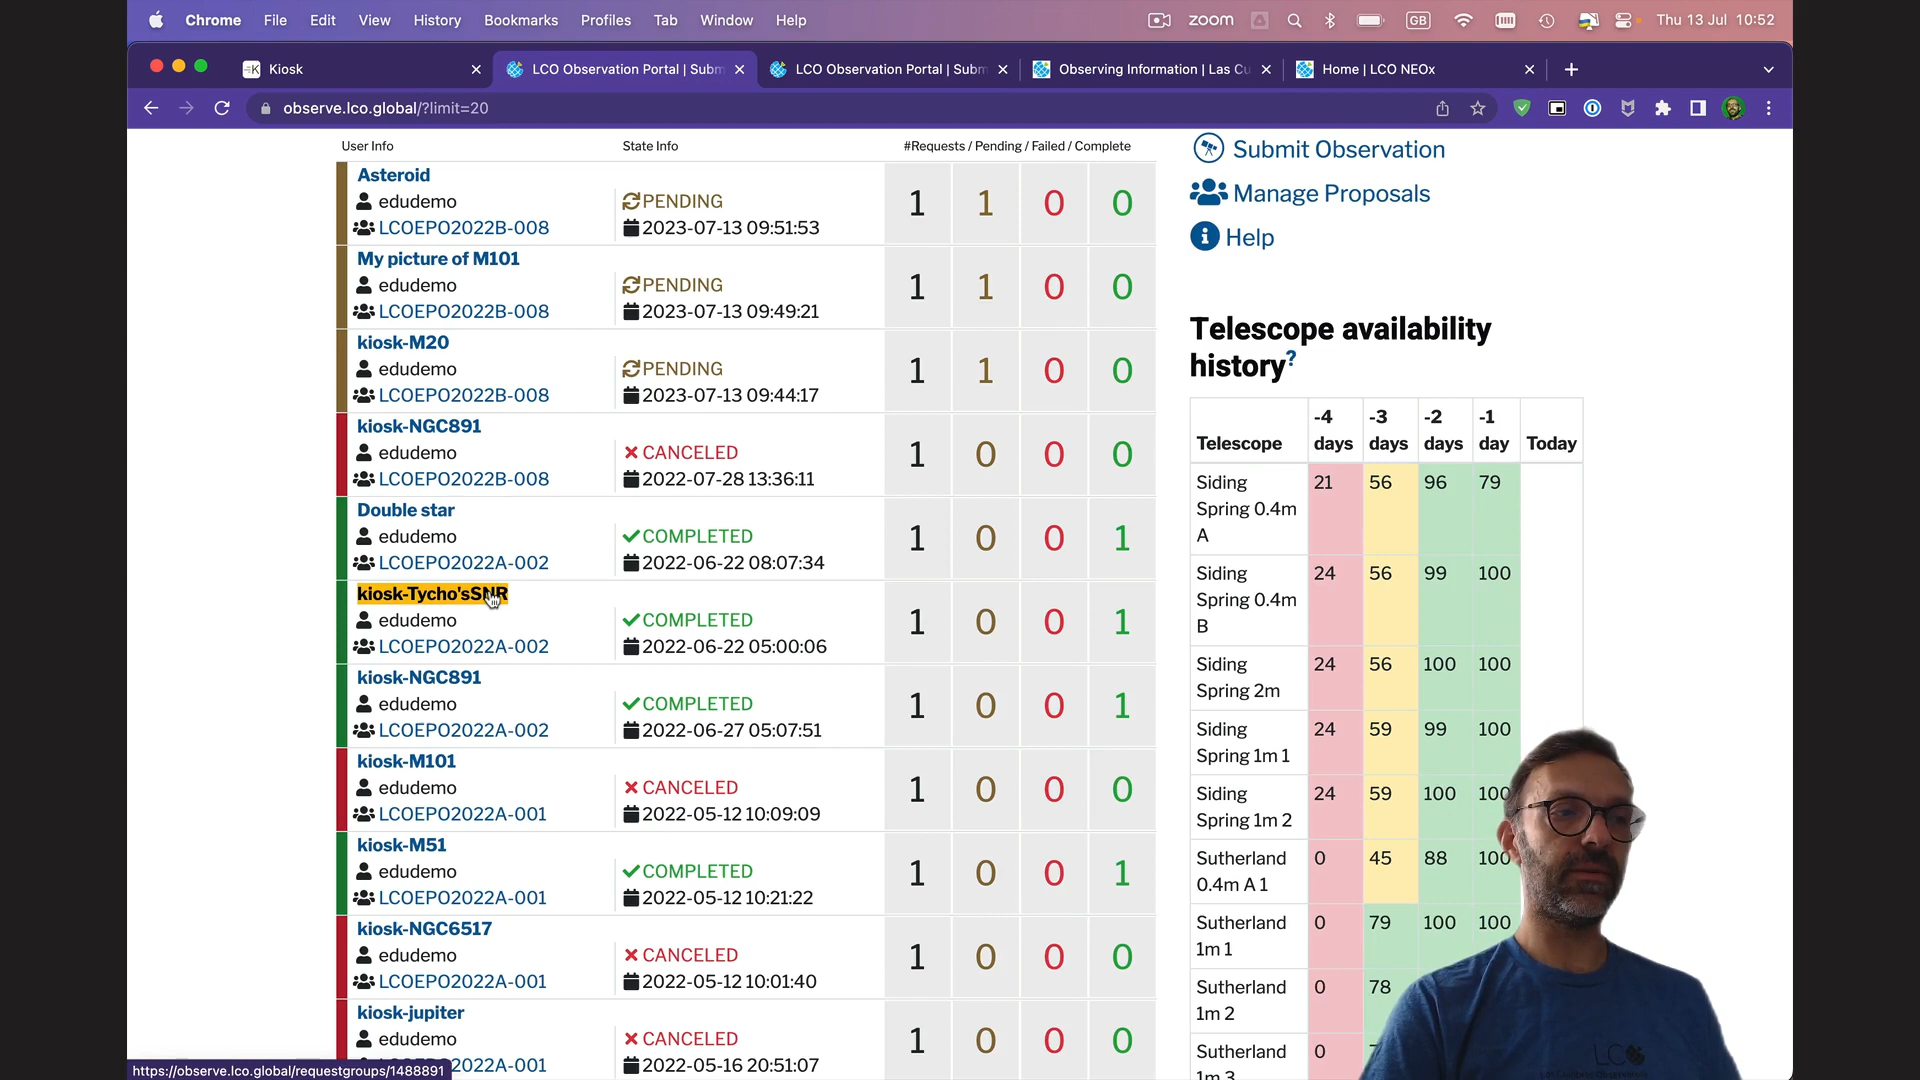 Chrome File Edit View History Bookmarks Profiles Tab Window Help zoom GB Thu 13 Jul 10:52
Kiosk LCO Observation Portal | Subm LCO Observation Portal | Subm Observing Information | Las Cu Home | LCO NEOx
observe.lco.global/?limit=20
User Info State Info #Requests / Pending / Failed / Complete
Asteroid
edudemo PENDING 1 1 0 0
LCOEPO2022B-008 2023-07-13 09:51:53
My picture of M101
edudemo PENDING 1 1 0 0
LCOEPO2022B-008 2023-07-13 09:49:21
kiosk-M20
edudemo PENDING 1 1 0 0
LCOEPO2022B-008 2023-07-13 09:44:17
kiosk-NGC891
edudemo CANCELED 1 0 0 0
LCOEPO2022B-008 2022-07-28 13:36:11
Double star
edudemo COMPLETED 1 0 0 1
LCOEPO2022A-002 2022-06-22 08:07:34
kiosk-Tycho'sSNR
edudemo COMPLETED 1 0 0 1
LCOEPO2022A-002 2022-06-22 05:00:06
kiosk-NGC891
edudemo COMPLETED 1 0 0 1
LCOEPO2022A-002 2022-06-27 05:07:51
kiosk-M101
edudemo CANCELED 1 0 0 0
LCOEPO2022A-001 2022-05-12 10:09:09
kiosk-M51
edudemo COMPLETED 1 0 0 1
LCOEPO2022A-001 2022-05-12 10:21:22
kiosk-NGC6517
edudemo CANCELED 1 0 0 0
LCOEPO2022A-001 2022-05-12 10:01:40
kiosk-jupiter
edudemo CANCELED 1 0 0 0
2022A-001 2022-05-16 20:51:07
https://observe.lco.global/requestgroups/1488891
Submit Observation
Manage Proposals
Help
Telescope availability
history?
Telescope -4 days -3 days -2 days -1 day Today
Siding Spring 0.4m A 21 56 96 79
Siding Spring 0.4m B 24 56 99 100
Siding Spring 2m 24 56 100 100
Siding Spring 1m 1 24 59 99 100
Siding Spring 1m 2 24 59 100 100
Sutherland 0.4m A 1 0 45 88 100
Sutherland 1m 1 0 79 100 100
Sutherland 1m 2 0 78
Sutherland 1m 3 0
LCO